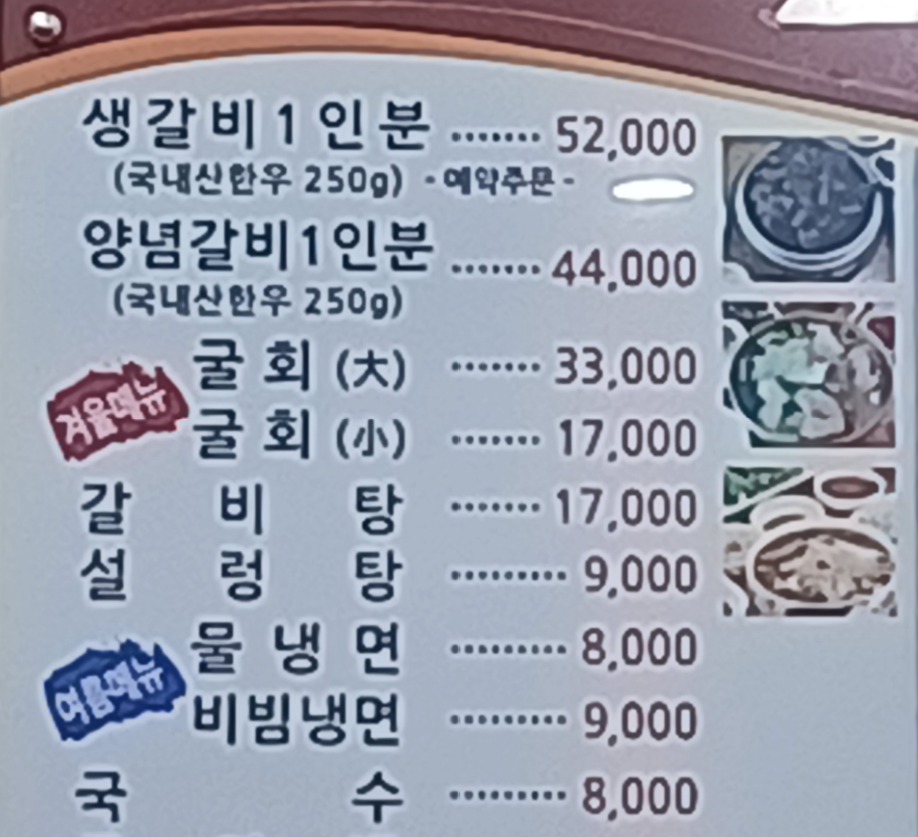 생갈비1인분 ······· 52,000
(국내산한우 250g) - 예약주문 -
양념갈비1인분 ······· 44,000
(국내산한우 250g)
겨울메뉴
굴 회 (大) ······· 33,000
굴 회 (小) ······· 17,000
갈 비 탕 ······· 17,000
설 렁 탕 ········· 9,000
여름메뉴
물 냉 면 ········· 8,000
비빔냉면 ········· 9,000
국 수 ········· 8,000